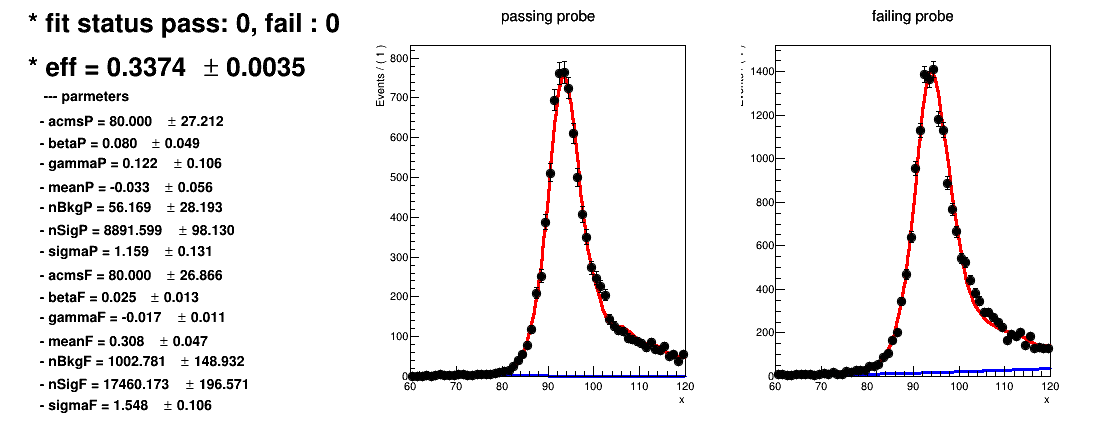 * fit status pass: 0, fail : 0
* eff = 0.3374 ± 0.0035
--- parmeters
- acmsP = 80.000 ± 27.212
- betaP = 0.080 ± 0.049
- gammaP = 0.122 ± 0.106
- meanP = -0.033 ± 0.056
- nBkgP = 56.169 ± 28.193
- nSigP = 8891.599 ± 98.130
- sigmaP = 1.159 ± 0.131
- acmsF = 80.000 ± 26.866
- betaF = 0.025 ± 0.013
- gammaF = -0.017 ± 0.011
- meanF = 0.308 ± 0.047
- nBkgF = 1002.781 ± 148.932
- nSigF = 17460.173 ± 196.571
- sigmaF = 1.548 ± 0.106
passing probe
Events / ( 1 )
800
700
600
500
400
300
200
100
0
60 70 80 90 100 110 120
x
failing probe
1400
1200
1000
800
600
400
200
0
60 70 80 90 100 110 120
x